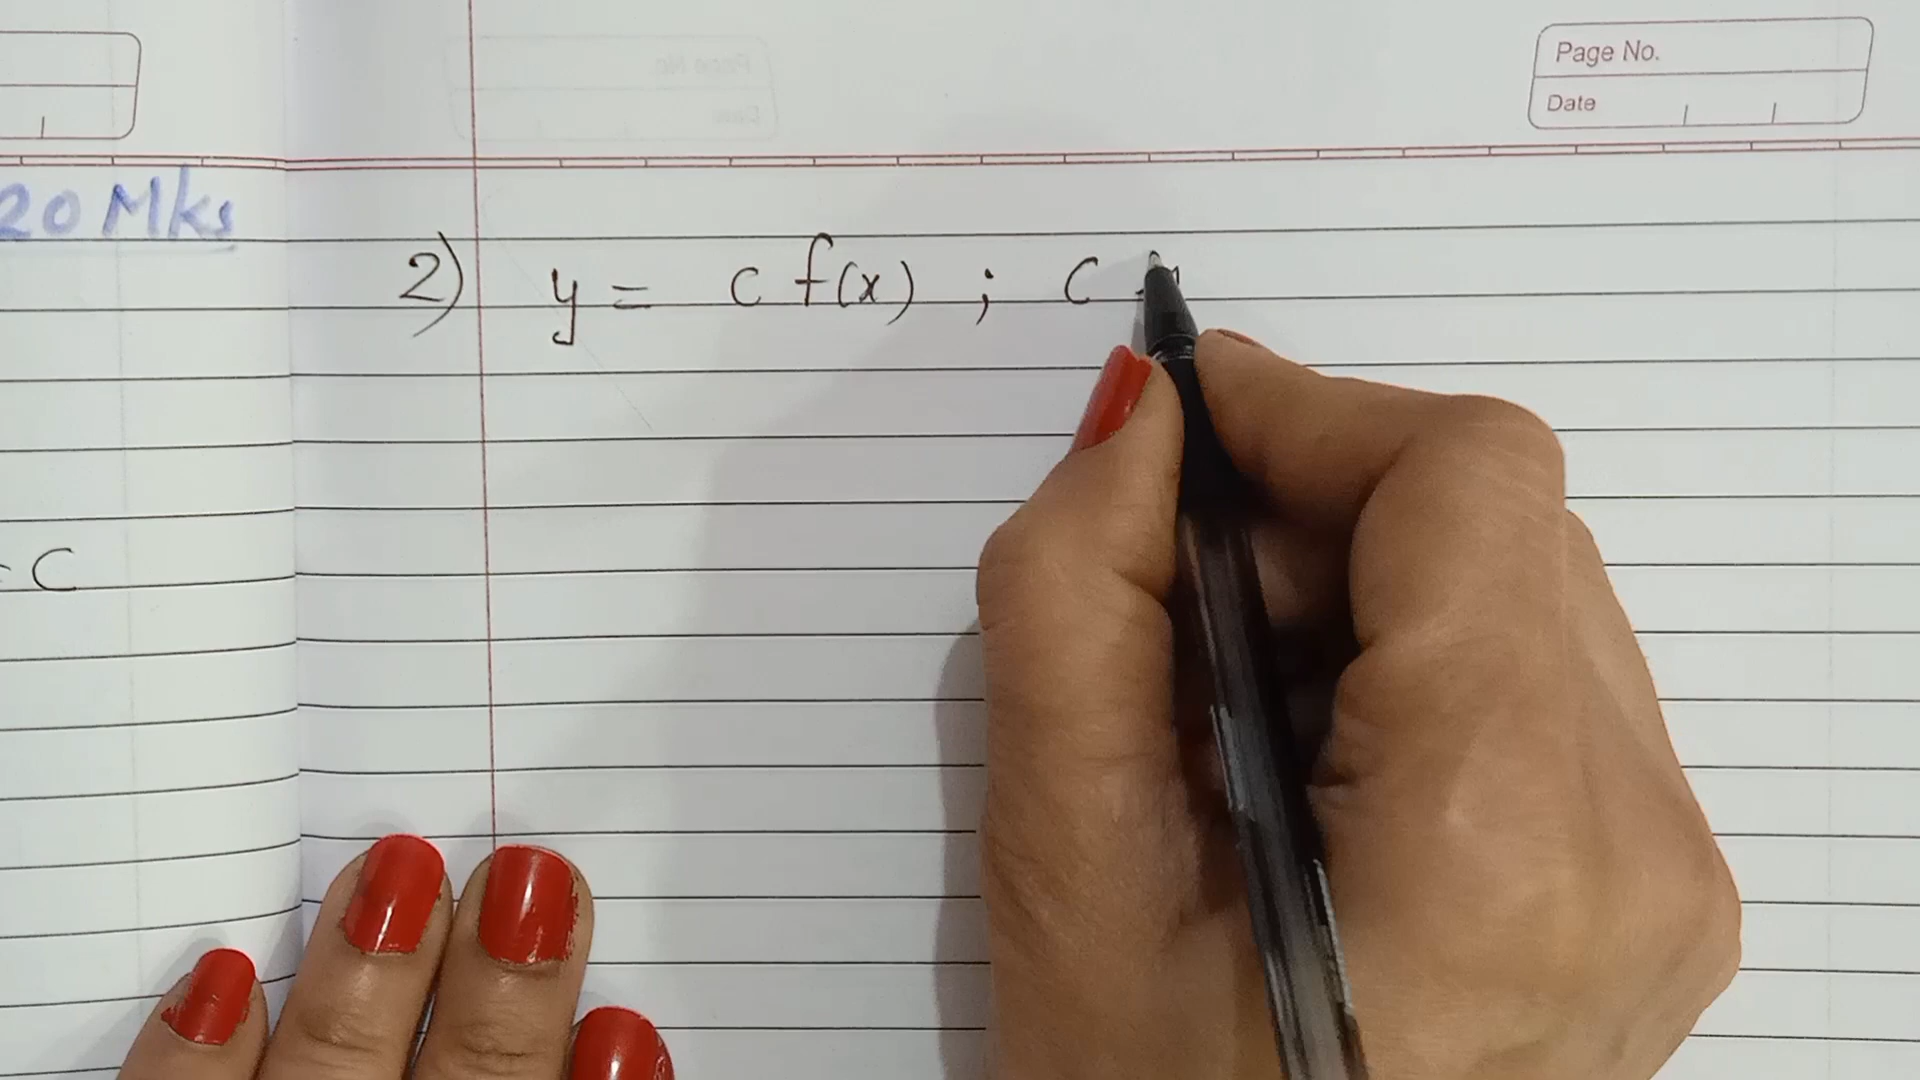 Page No.
Date
20 Mks
2) y = c f(x) ; c
c